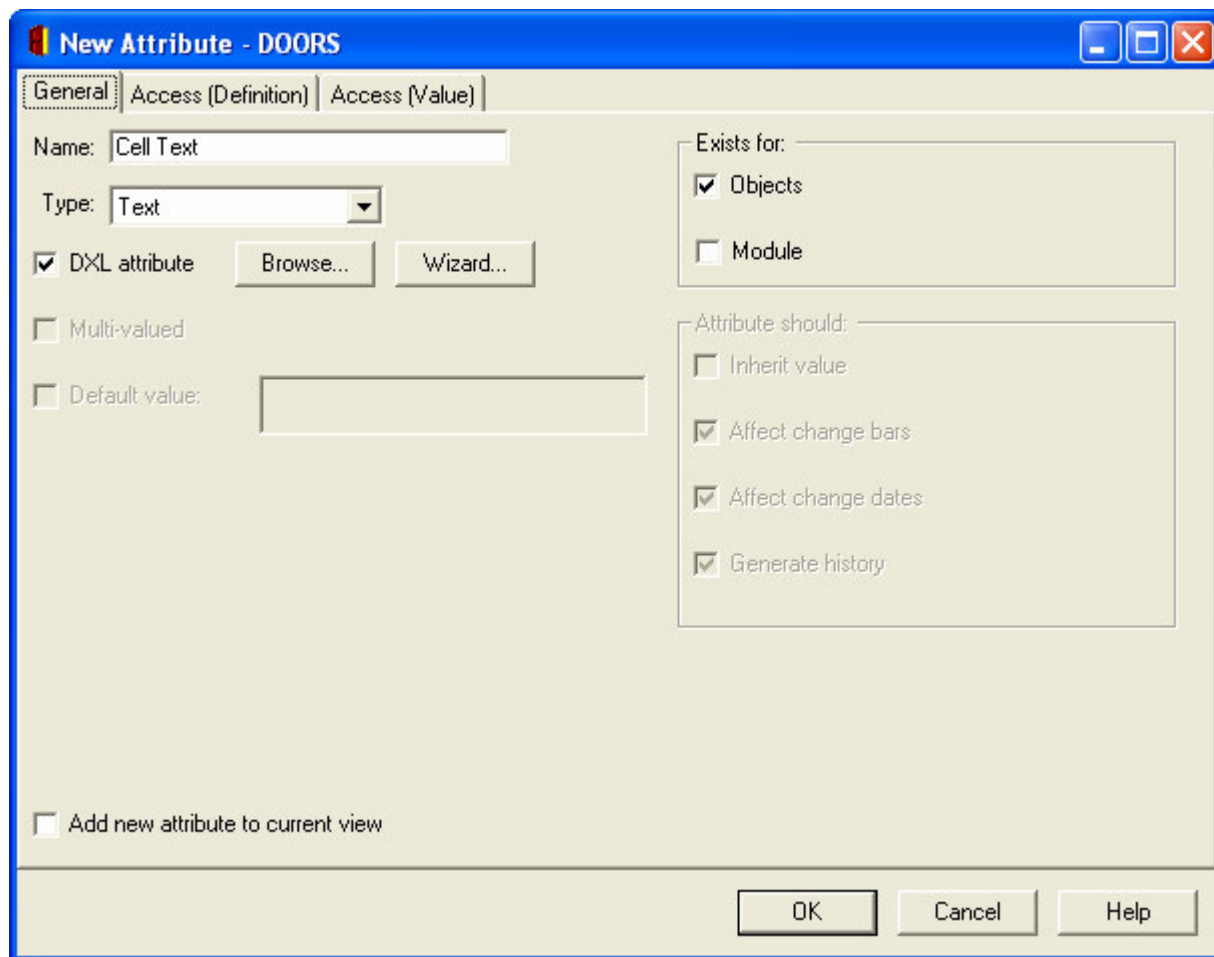 New Attribute - DOORS
General Access (Definition) Access (Value)
Name: Cell Text
Type: Text
DXL attribute Browse... Wizard...
Multi-valued
Default value:
Exists for:
Objects
Module
Attribute should:
Inherit value
Affect change bars
Affect change dates
Generate history
Add new attribute to current view
OK Cancel Help